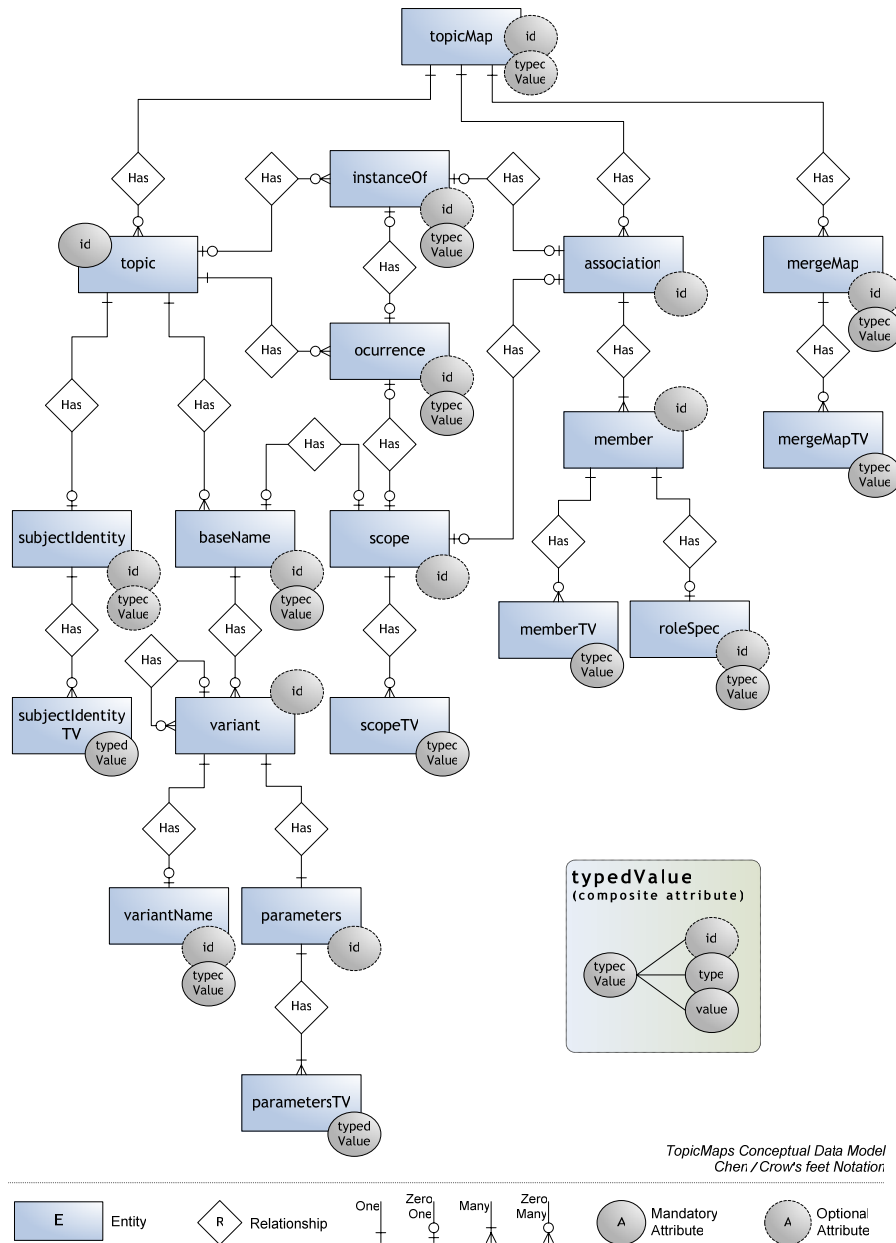 topicMap
id
typec
Value
Has
Has
Has
Has
Has
instanceOf
id
typec
Value
id
topic
Has
association
id
mergeMap
id
typec
Value
Has
ocurrence
id
typec
Value
Has
Has
Has
Has
Has
Has
Has
id
member
mergeMapTV
typec
Value
subjectIdentity
id
typec
Value
baseName
id
typec
Value
scope
id
Has
Has
memberTV
typec
Value
roleSpec
id
typec
Value
Has
Has
Has
Has
subjectIdentity
TV
typed
Value
id
variant
scopeTV
typec
Value
Has
Has
variantName
id
typec
Value
parameters
id
Has
parametersTV
typed
Value
typedValue
(composite attribute)
typec
Value
id
type
value
TopicMaps Conceptual Data Model
Chen / Crow's feet Notation
E
Entity
R
Relationship
One
Zero
One
Many
Zero
Many
A
Mandatory
Attribute
A
Optional
Attribute